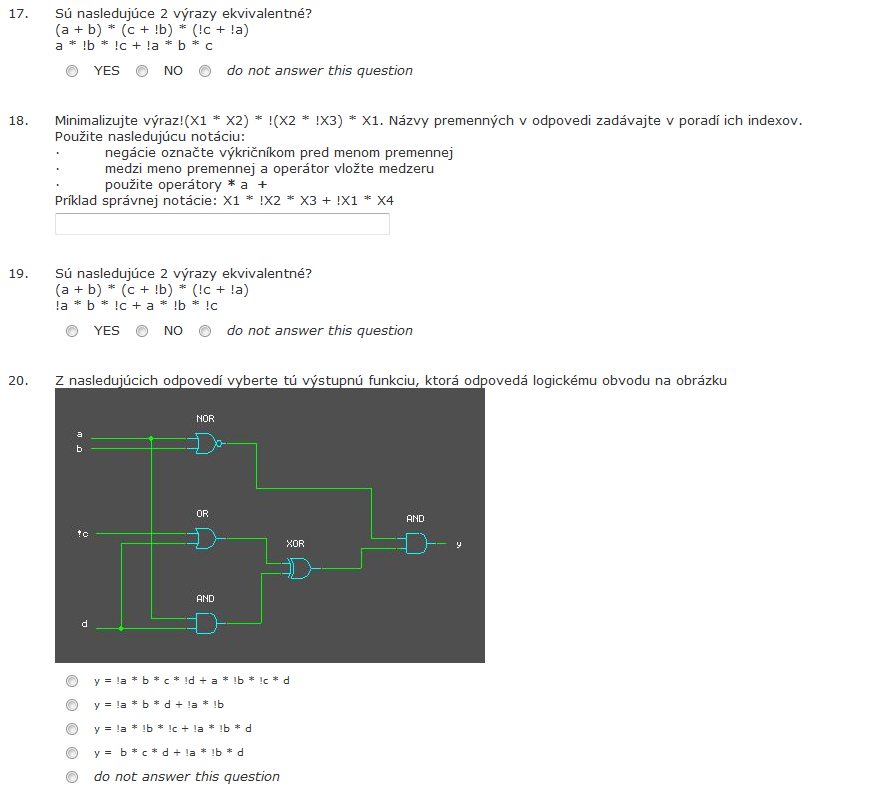 17. Sú nasledujúce 2 výrazy ekvivalentné?
(a + b) * (c + !b) * (!c + !a)
a * !b * !c + !a * b * c
YES NO do not answer this question
18. Minimalizujte výraz!(X1 * X2) * !(X2 * !X3) * X1. Názvy premenných v odpovedi zadávajte v poradí ich indexov.
Použite nasledujúcu notáciu:
· negácie označte výkričníkom pred menom premennej
· medzi meno premennej a operátor vložte medzeru
· použite operátory * a +
Príklad správnej notácie: X1 * !X2 * X3 + !X1 * X4
19. Sú nasledujúce 2 výrazy ekvivalentné?
(a + b) * (c + !b) * (!c + !a)
!a * b * !c + a * !b * !c
YES NO do not answer this question
20. Z nasledujúcich odpovedí vyberte tú výstupnú funkciu, ktorá odpovedá logickému obvodu na obrázku
NOR
a
b
OR
!c
XOR
AND
y
AND
d
y = !a * b * c * !d + a * !b * !c * d
y = !a * b * d + !a * !b
y = !a * !b * !c + !a * !b * d
y = b * c * d + !a * !b * d
do not answer this question